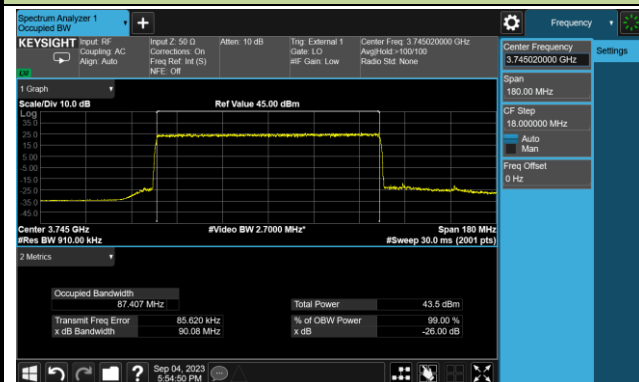 Spectrum Analyzer 1
Occupied BW
+
Frequency
KEYSIGHT
Input: RF
Coupling: AC
Align: Auto
Input Z: 50 Ω
Corrections: On
Freq Ref: Int (S)
NFE: Off
Atten: 10 dB
Trig: External 1
Gate: LO
#IF Gain: Low
Center Freq: 3.745020000 GHz
Avg|Hold:>100/100
Radio Std: None
Center Frequency
3.745020000 GHz
Settings
Span
180.00 MHz
CF Step
18.000000 MHz
Auto
Man
Freq Offset
0 Hz
1 Graph
Scale/Div 10.0 dB
Ref Value 45.00 dBm
Log
35.0
25.0
15.0
5.00
-5.00
-15.0
-25.0
-35.0
-45.0
Center 3.745 GHz
#Video BW 2.7000 MHz*
Span 180 MHz
#Res BW 910.00 kHz
#Sweep 30.0 ms (2001 pts)
2 Metrics
Occupied Bandwidth
87.407 MHz
Total Power
43.5 dBm
Transmit Freq Error
85.620 kHz
% of OBW Power
99.00 %
x dB Bandwidth
90.08 MHz
x dB
-26.00 dB
?
Sep 04, 2023
5:54:50 PM